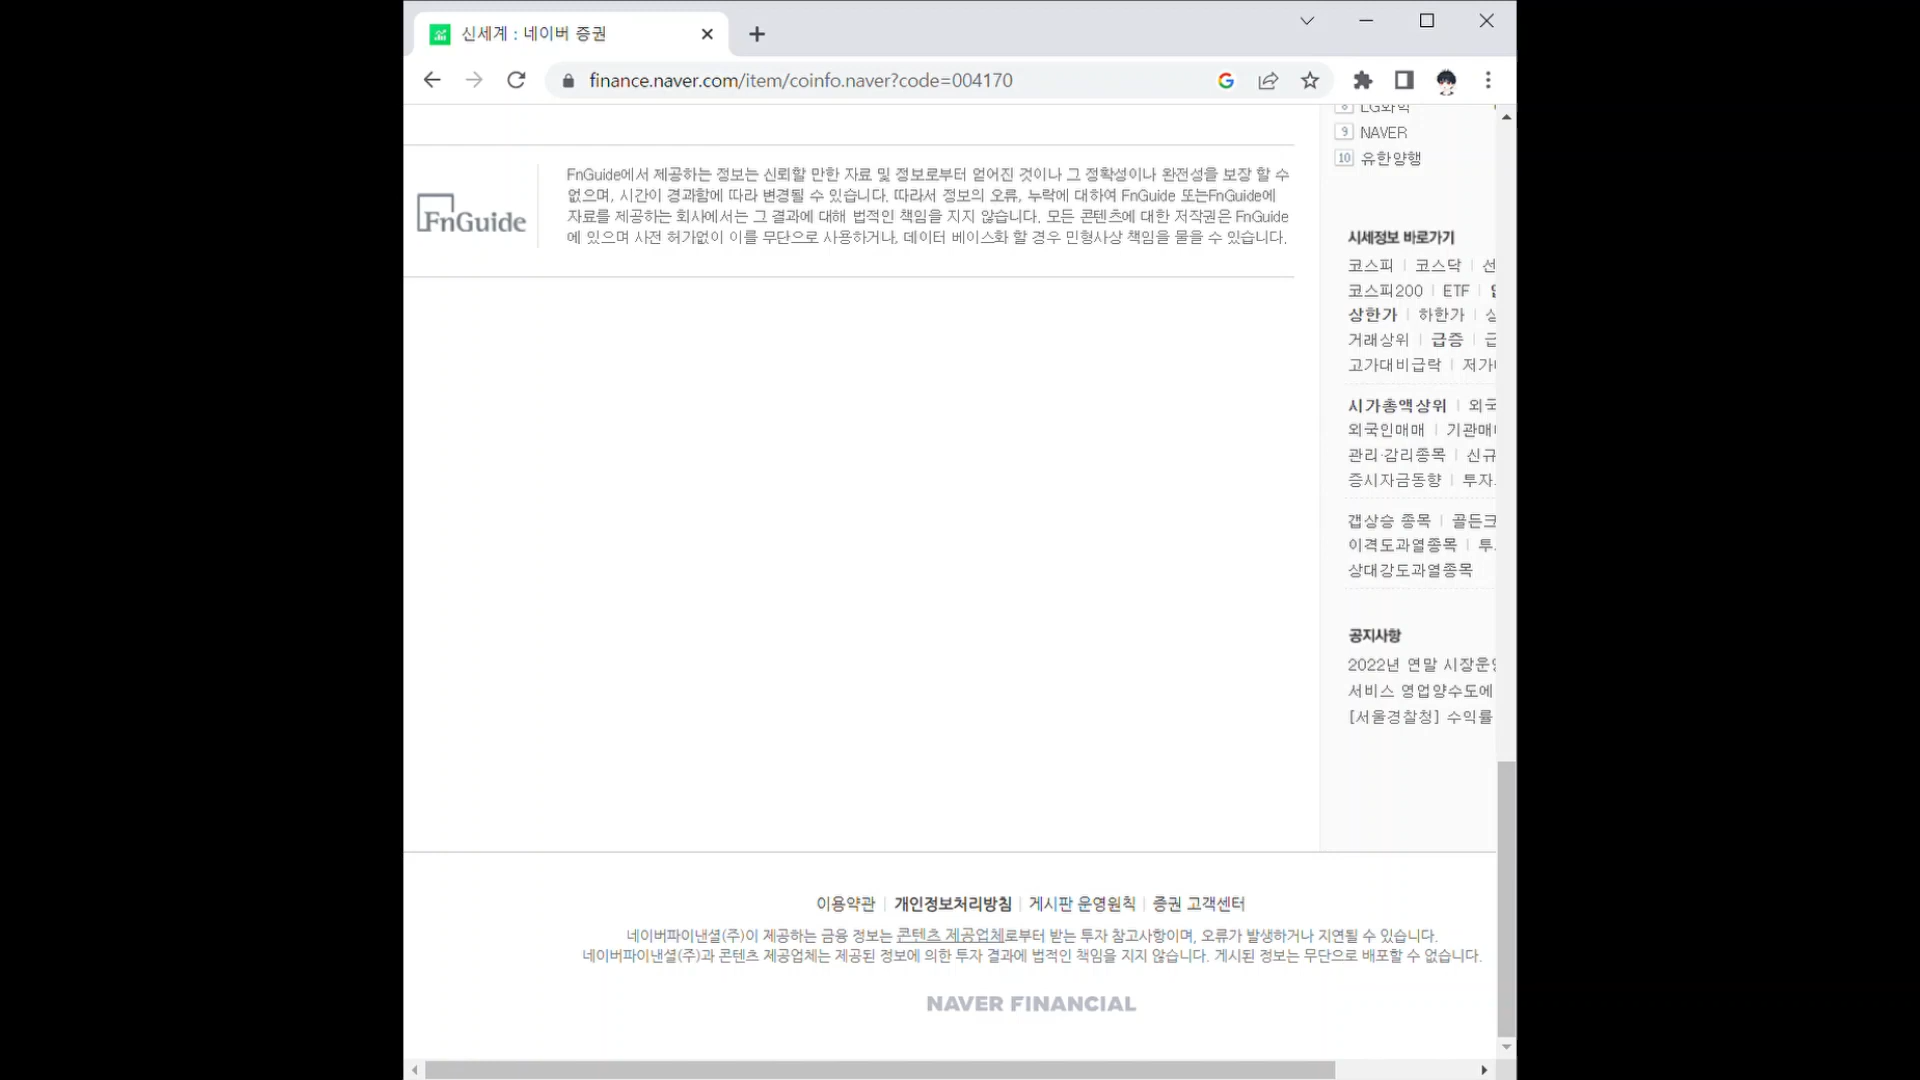 신세계 : 네이버 증권
finance.naver.com/item/coinfo.naver?code=004170
9 NAVER
10 유한양행
FnGuide
FnGuide에서 제공하는 정보는 신뢰할 만한 자료 및 정보로부터 얻어진 것이나 그 정확성이나 완전성을 보장 할 수
없으며, 시간이 경과함에 따라 변경될 수 있습니다. 따라서 정보의 오류, 누락에 대하여 FnGuide 또는FnGuide에
자료를 제공하는 회사에서는 그 결과에 대해 법적인 책임을 지지 않습니다. 모든 콘텐츠에 대한 저작권은 FnGuide
에 있으며 사전 허가없이 이를 무단으로 사용하거나, 데이터 베이스화 할 경우 민형사상 책임을 물을 수 있습니다.
시세정보 바로가기
코스피 | 코스닥 | 선
코스피200 | ETF |
상한가 | 하한가 |
거래상위 | 급증 | 급
고가대비급락 | 저가
시가총액상위 | 외국
외국인매매 | 기관매
관리·감리종목 | 신규
증시자금동향 | 투자
갭상승 종목 | 골든크
이격도과열종목 | 투
상대강도과열종목
공지사항
2022년 연말 시장운영
서비스 영업양수도에
[서울경찰청] 수익률
이용약관 | 개인정보처리방침 | 게시판 운영원칙 | 증권 고객센터
네이버파이낸셜(주)이 제공하는 금융 정보는 콘텐츠 제공업체로부터 받는 투자 참고사항이며, 오류가 발생하거나 지연될 수 있습니다.
네이버파이낸셜(주)과 콘텐츠 제공업체는 제공된 정보에 의한 투자 결과에 법적인 책임을 지지 않습니다. 게시된 정보는 무단으로 배포할 수 없습니다.
NAVER FINANCIAL